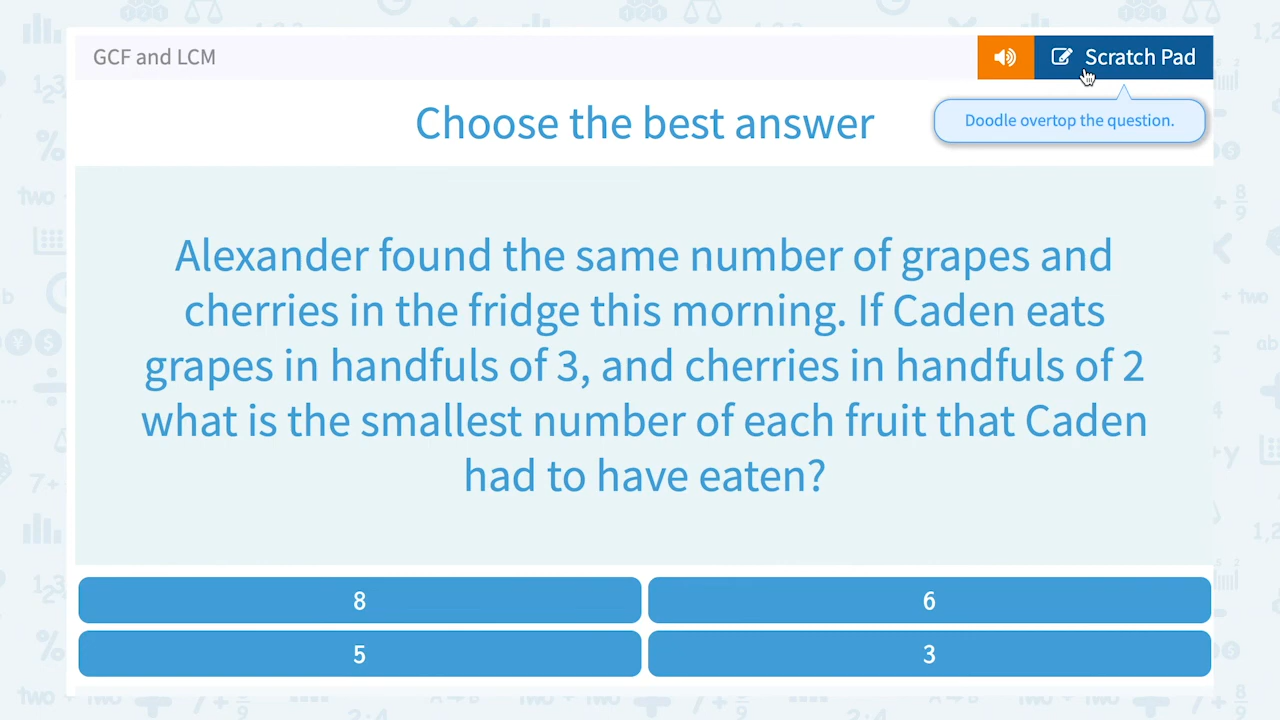 GCF and LCM
Scratch Pad
Choose the best answer
Doodle overtop the question.
Alexander found the same number of grapes and
cherries in the fridge this morning. If Caden eats
grapes in handfuls of 3, and cherries in handfuls of 2
what is the smallest number of each fruit that Caden
had to have eaten?
8
6
5
3